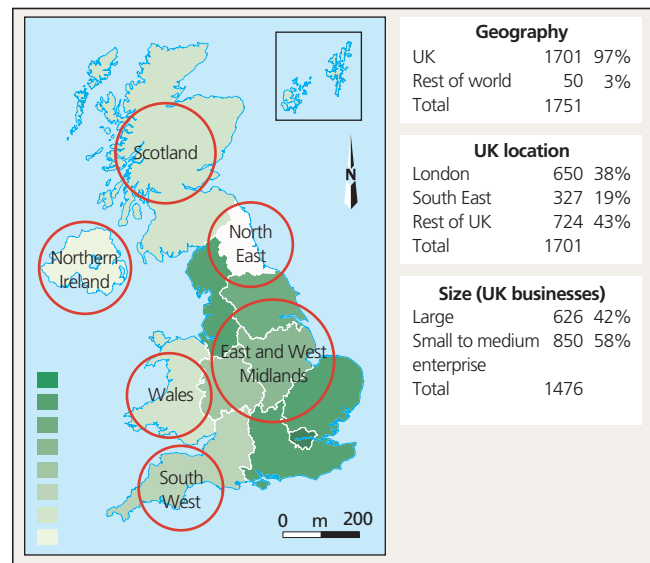 Scotland
N
North
East
Northern
Ireland
East and West
Midlands
Wales
South
West
0 m 200
Geography
UK 1701 97%
Rest of world 50 3%
Total 1751
UK location
London 650 38%
South East 327 19%
Rest of UK 724 43%
Total 1701
Size (UK businesses)
Large 626 42%
Small to medium 850 58%
enterprise
Total 1476